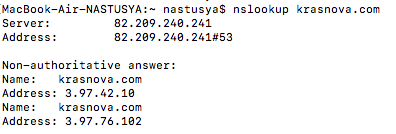 MacBook-Air-NASTUSYA:~ nastusya$ nslookup krasnova.com
Server: 82.209.240.241
Address: 82.209.240.241#53
Non-authoritative answer:
Name: krasnova.com
Address: 3.97.42.10
Name: krasnova.com
Address: 3.97.76.102